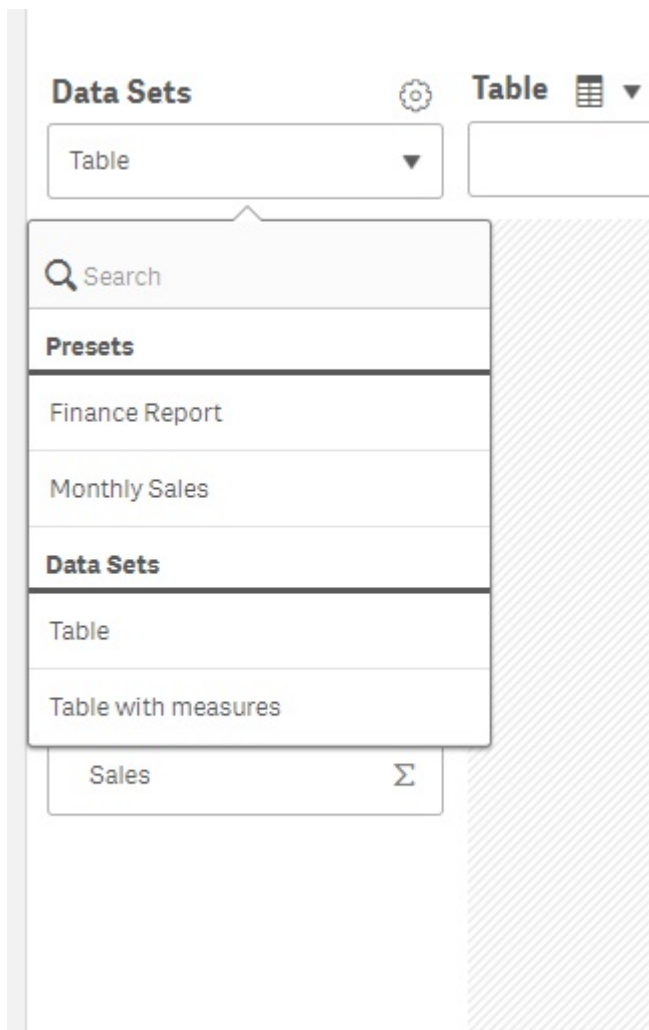 Data Sets
Table
Table
Search
Presets
Finance Report
Monthly Sales
Data Sets
Table
Table with measures
Sales Σ